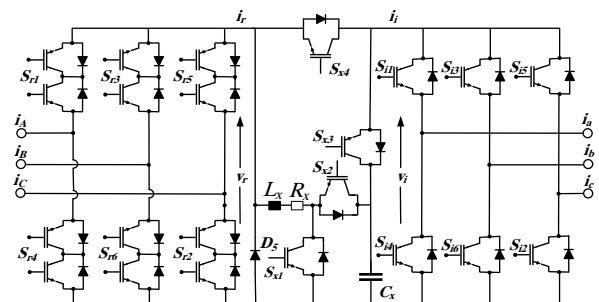 i_r i_i
S_r1 S_r3 S_r5 S_x4 S_i1 S_i3 S_i5
i_A S_x3 i_a
i_B S_x2 i_b
i_C v_r L_x R_x v_i i_c
S_r4 S_r6 S_r2 D_5 S_x1 S_i4 S_i6 S_i2
C_x